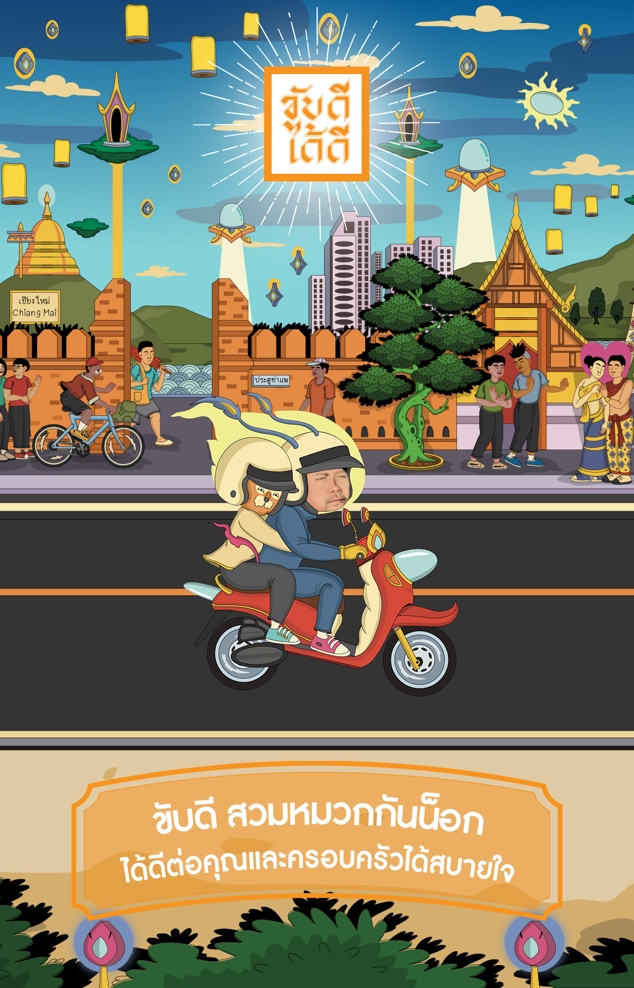 ขับดี
ได้ดี
เชียงใหม่
Chiang Mai
ประตูท่าแพ
ขับดี สวมหมวกกันน็อก
ได้ดีต่อคุณและครอบครัวได้สบายใจ